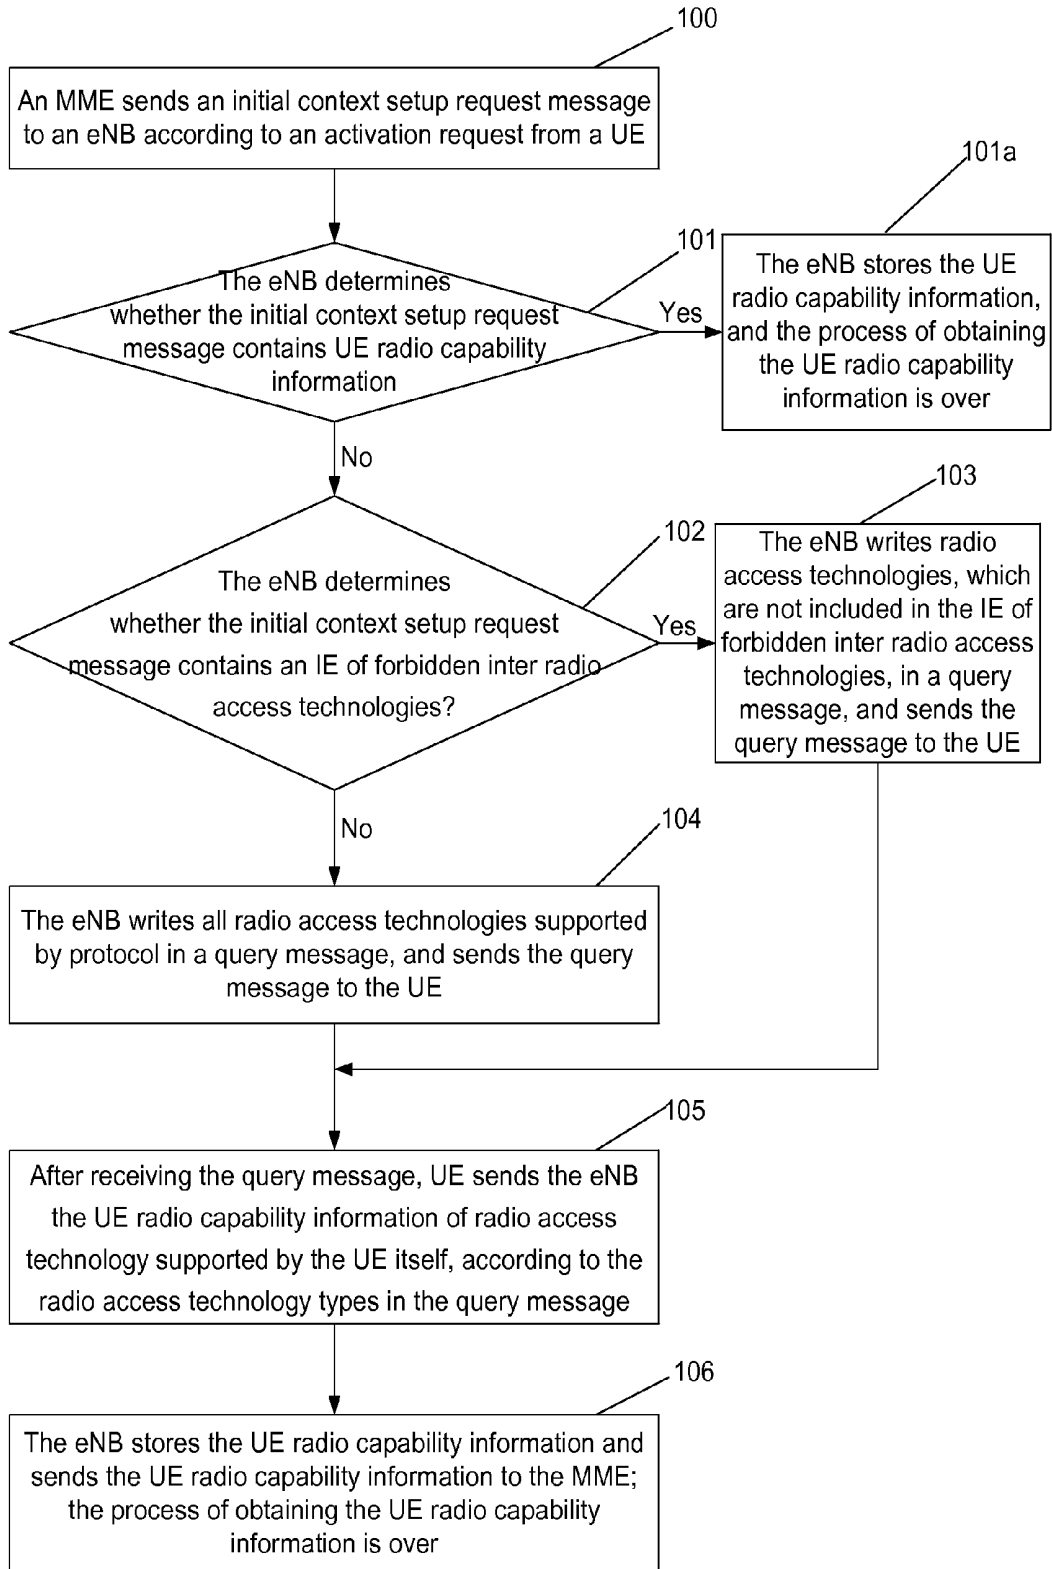 100
An MME sends an initial context setup request message
to an eNB according to an activation request from a UE
101
The eNB determines
whether the initial context setup request
message contains UE radio capability
information
Yes
101a
The eNB stores the UE
radio capability information,
and the process of obtaining
the UE radio capability
information is over
No
102
The eNB determines
whether the initial context setup request
message contains an IE of forbidden inter radio
access technologies?
Yes
103
The eNB writes radio
access technologies, which
are not included in the IE of
forbidden inter radio access
technologies, in a query
message, and sends the
query message to the UE
No
104
The eNB writes all radio access technologies supported
by protocol in a query message, and sends the query
message to the UE
105
After receiving the query message, UE sends the eNB
the UE radio capability information of radio access
technology supported by the UE itself, according to the
radio access technology types in the query message
106
The eNB stores the UE radio capability information and
sends the UE radio capability information to the MME;
the process of obtaining the UE radio capability
information is over